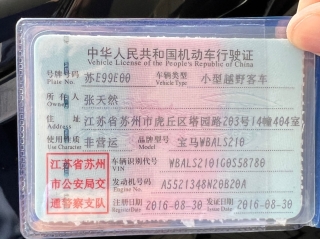 中华人民共和国机动车行驶证
Vehicle License of the People's Republic of China
号牌号码 苏E99E00 车辆类型 小型越野客车
Plate No. Vehicle Type
所有人 张天然
Owner
住址 江苏省苏州市虎丘区塔园路203号14幢404室
Address
使用性质 非营运 品牌型号 宝马WBALS210
Use Character Model
江苏省苏州市公安局交通警察支队
车辆识别代号 WBALS2101G0S58780
VIN
发动机号码 A5521348N20B20A
Engine No.
注册日期 2016-08-30 发证日期 2016-08-30
Register Date Issue Date